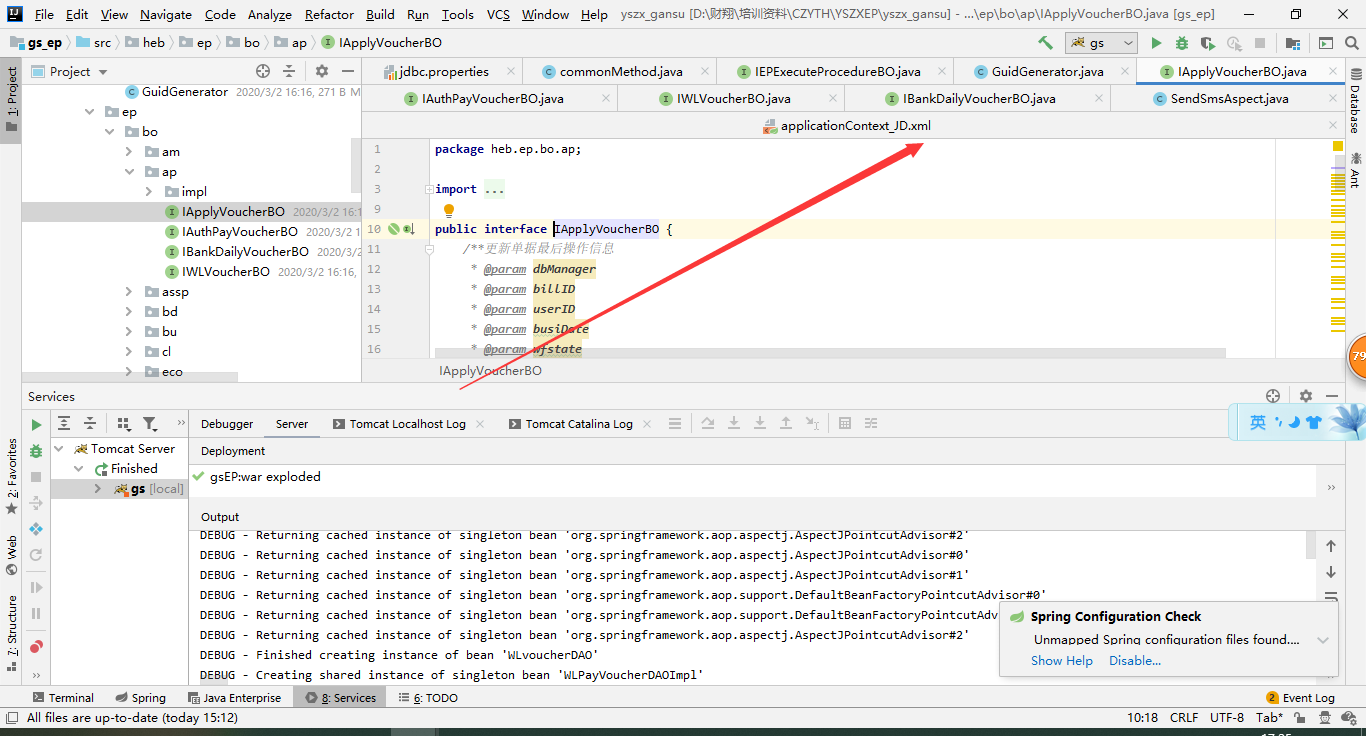 File Edit View Navigate Code Analyze Refactor Build Run Tools VCS Window Help yszx_gansu [D:\财翔\培训资料\CZYTH\YSZXEP\yszx_gansu] - ...\ep\bo\ap\IApplyVoucherBO.java [gs_ep]
gs_ep src heb ep bo ap IApplyVoucherBO gs
1: Project
Project
jdbc.properties commonMethod.java IEPExecuteProcedureBO.java GuidGenerator.java IApplyVoucherBO.java
IAuthPayVoucherBO.java IWLVoucherBO.java IBankDailyVoucherBO.java SendSmsAspect.java
applicationContext_JD.xml
GuidGenerator 2020/3/2 16:16, 271 B M
ep
bo
am
ap
impl
IApplyVoucherBO 2020/3/2 16:1
IAuthPayVoucherBO 2020/3/2 16:
IBankDailyVoucherBO 2020/3/2
IWLVoucherBO 2020/3/2 16:16,
assp
bd
bu
cl
eco
1 package heb.ep.bo.ap;
2
3 import ...
9
10 public interface IApplyVoucherBO {
11 /**更新单据最后操作信息
12 * @param dbManager
13 * @param billID
14 * @param userID
15 * @param busiDate
16 * @param wfstate
IApplyVoucherBO
Database
Ant
79
Services
英
2: Favorites
Web
7: Structure
Debugger Server Tomcat Localhost Log Tomcat Catalina Log
Tomcat Server
Finished
gs [local]
Deployment
gsEP:war exploded
Output
DEBUG - Returning cached instance of singleton bean 'org.springframework.aop.aspectj.AspectJPointcutAdvisor#2'
DEBUG - Returning cached instance of singleton bean 'org.springframework.aop.aspectj.AspectJPointcutAdvisor#0'
DEBUG - Returning cached instance of singleton bean 'org.springframework.aop.aspectj.AspectJPointcutAdvisor#1'
DEBUG - Returning cached instance of singleton bean 'org.springframework.aop.support.DefaultBeanFactoryPointcutAdvisor#0'
DEBUG - Returning cached instance of singleton bean 'org.springframework.aop.support.DefaultBeanFactoryPointcutAdvis
DEBUG - Returning cached instance of singleton bean 'org.springframework.aop.aspectj.AspectJPointcutAdvisor#2'
DEBUG - Finished creating instance of bean 'WLvoucherDAO'
DEBUG - Creating shared instance of singleton bean 'WLPayVoucherDAOImpl'
Spring Configuration Check
Unmapped Spring configuration files found....
Show Help Disable...
Terminal Spring Java Enterprise 8: Services 6: TODO 2 Event Log
All files are up-to-date (today 15:12) 10:18 CRLF UTF-8 Tab*